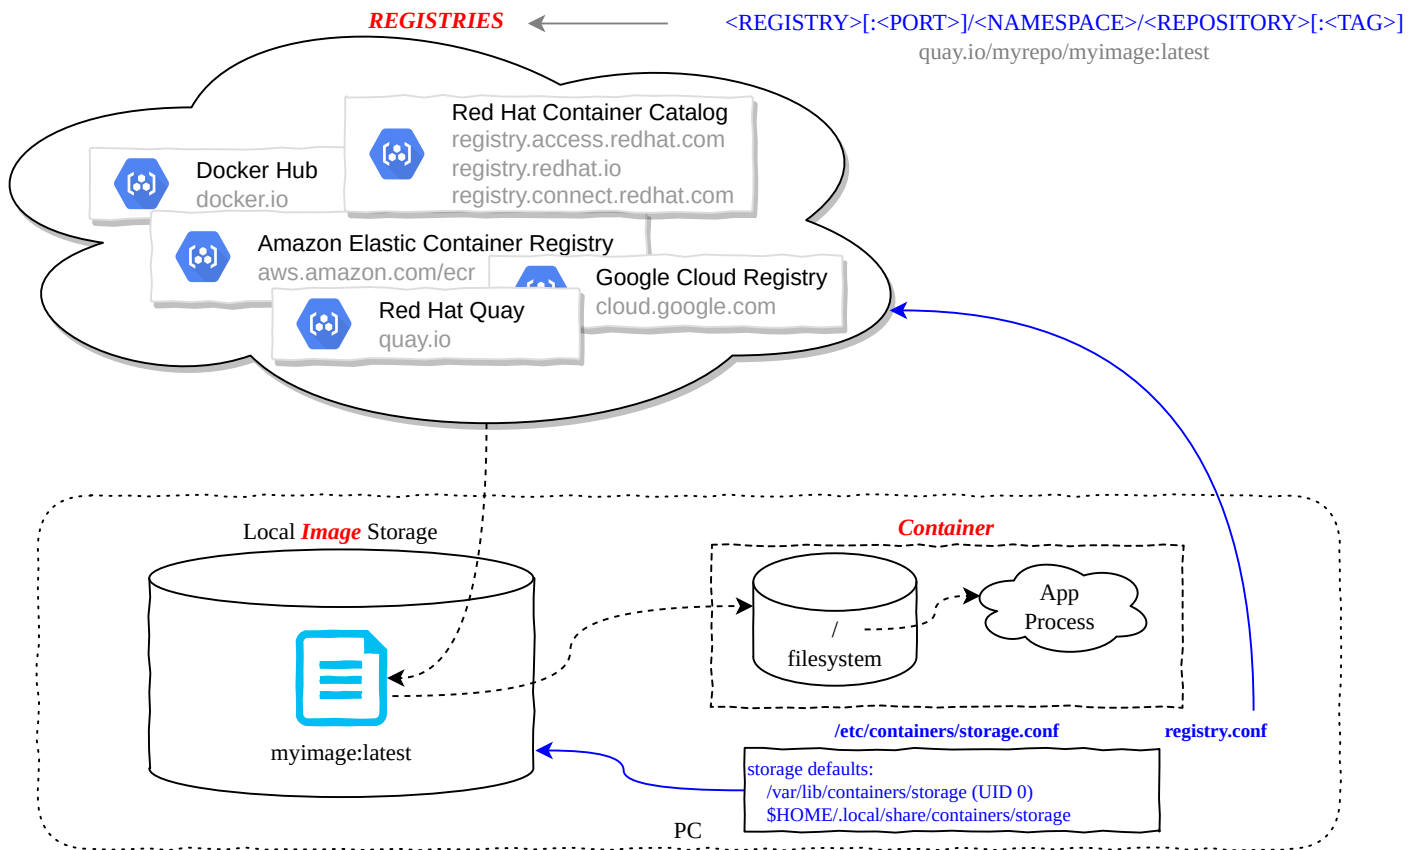 REGISTRIES
<REGISTRY>[:<PORT>]/<NAMESPACE>/<REPOSITORY>[:<TAG>]
quay.io/myrepo/myimage:latest
Red Hat Container Catalog
registry.access.redhat.com
registry.redhat.io
registry.connect.redhat.com
Docker Hub
docker.io
Amazon Elastic Container Registry
aws.amazon.com/ecr
Google Cloud Registry
cloud.google.com
Red Hat Quay
quay.io
Local Image Storage
myimage:latest
Container
/
filesystem
App
Process
/etc/containers/storage.conf
registry.conf
storage defaults:
/var/lib/containers/storage (UID 0)
$HOME/.local/share/containers/storage
PC